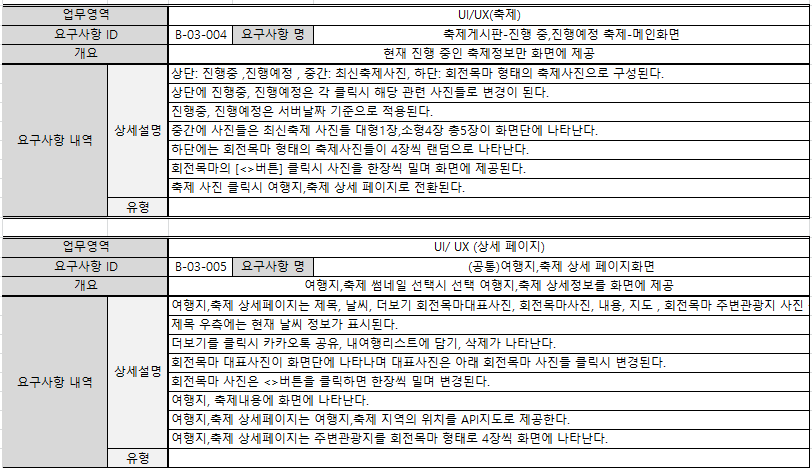 업무영역 UI/UX(축제)
요구사항 ID B-03-004 요구사항 명 축제게시판-진행 중,진행예정 축제-메인화면
개요 현재 진행 중인 축제정보만 화면에 제공
요구사항 내역 상세설명
상단: 진행중 ,진행예정 , 중간: 최신축제사진, 하단: 회전목마 형태의 축제사진으로 구성된다.
상단에 진행중, 진행예정은 각 클릭시 해당 관련 사진들로 변경이 된다.
진행중, 진행예정은 서버날짜 기준으로 적용된다.
중간에 사진들은 최신축제 사진들 대형1장,소형4장 총5장이 화면단에 나타난다.
하단에는 회전목마 형태의 축제사진들이 4장씩 랜덤으로 나타난다.
회전목마의 [<>버튼] 클릭시 사진을 한장씩 밀며 화면에 제공된다.
축제 사진 클릭시 여행지,축제 상세 페이지로 전환된다.
유형
업무영역 UI/ UX (상세 페이지)
요구사항 ID B-03-005 요구사항 명 (공통)여행지,축제 상세 페이지화면
개요 여행지,축제 썸네일 선택시 선택 여행지,축제 상세정보를 화면에 제공
요구사항 내역 상세설명
여행지,축제 상세페이지는 제목, 날씨, 더보기 회전목마대표사진, 회전목마사진, 내용, 지도 , 회전목마 주변관광지 사진
제목 우측에는 현재 날씨 정보가 표시된다.
더보기를 클릭시 카카오톡 공유, 내여행리스트에 담기, 삭제가 나타난다.
회전목마 대표사진이 화면단에 나타나며 대표사진은 아래 회전목마 사진들 클릭시 변경된다.
회전목마 사진은 <>버튼을 클릭하면 한장씩 밀며 변경된다.
여행지, 축제내용에 화면에 나타난다.
여행지,축제 상세페이지는 여행지,축제 지역의 위치를 API지도로 제공한다.
여행지,축제 상세페이지는 주변관광지를 회전목마 형태로 4장씩 화면에 나타난다.
유형